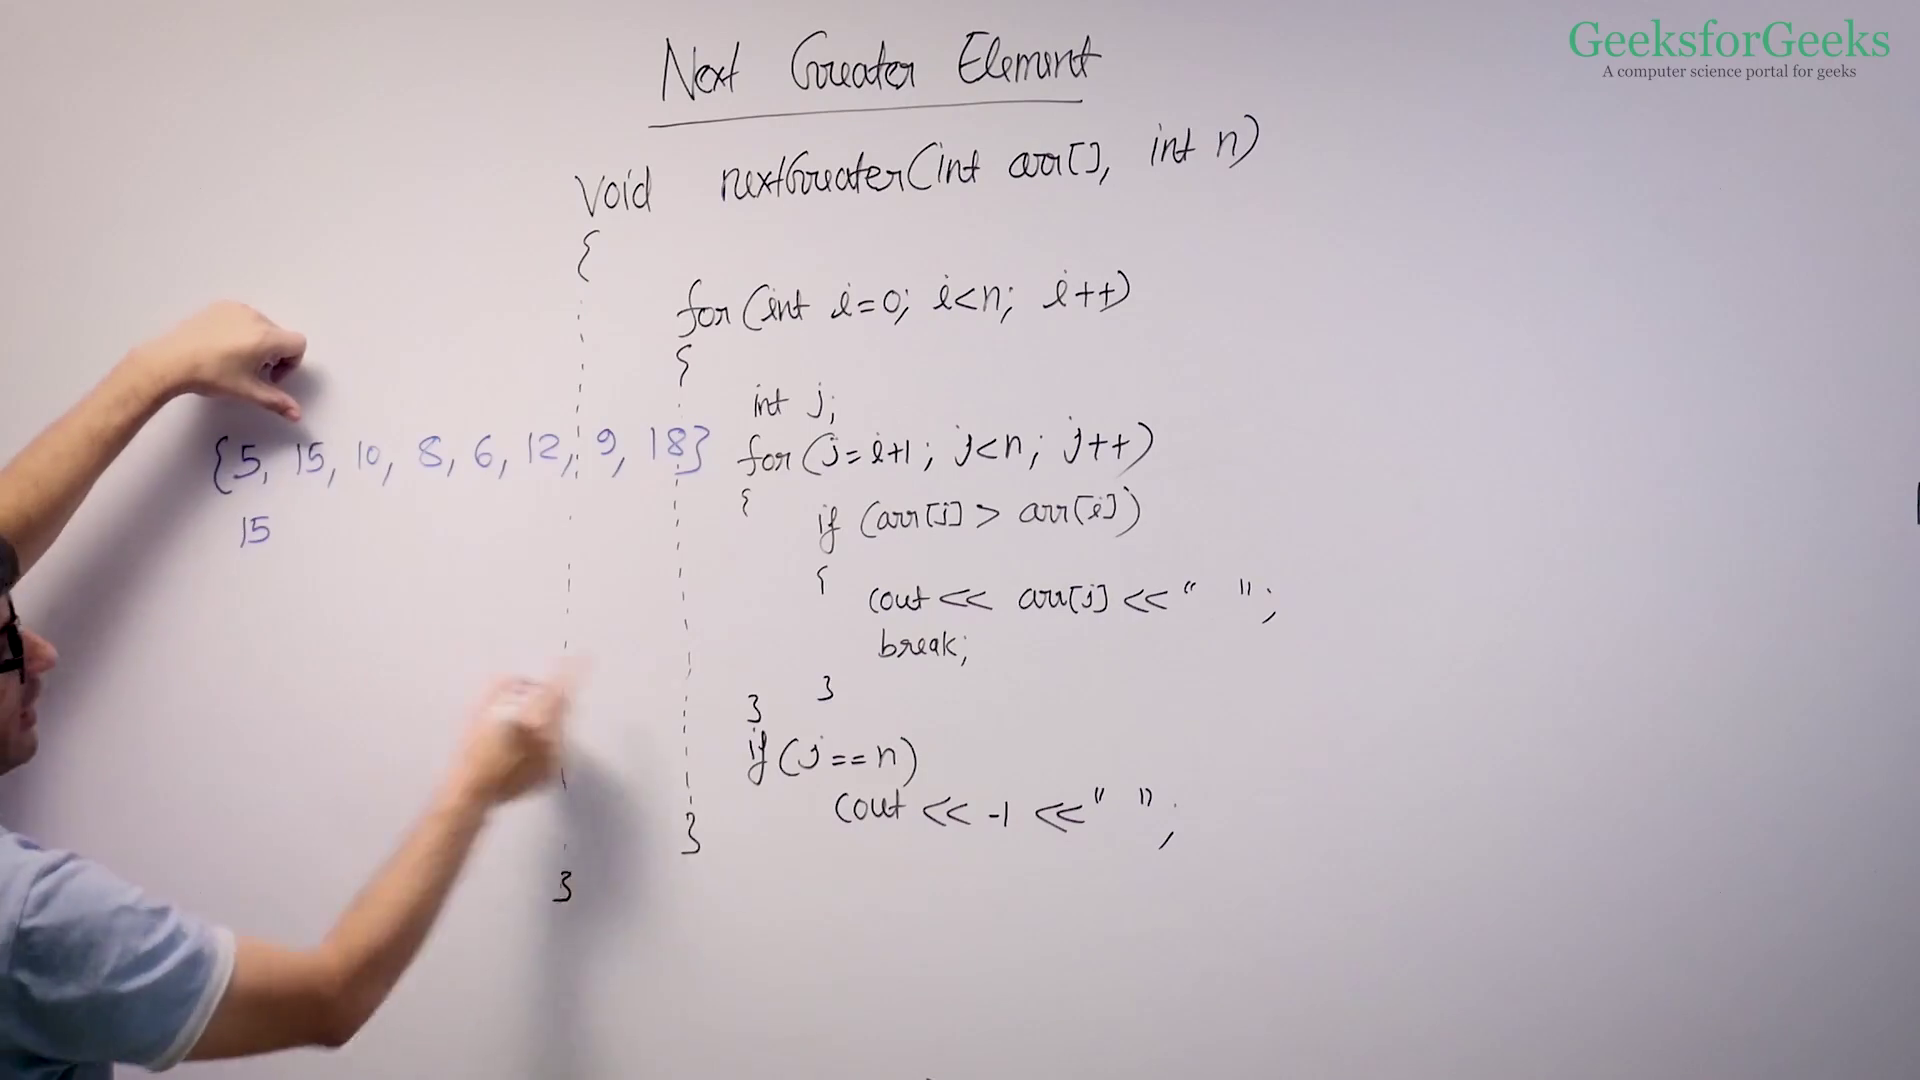 GeeksforGeeks
A computer science portal for geeks
Next Greater Element
void nextGreater(int arr[], int n)
{
for(int i=0; i<n; i++)
{
int j;
{5, 15, 10, 8, 6, 12, 9, 18}
for(j=i+1; j<n; j++)
{
if (arr[j] > arr[i])
15
{
cout << arr[j] << " ";
break;
}
}
if(j==n)
cout << -1 << " ";
}
}